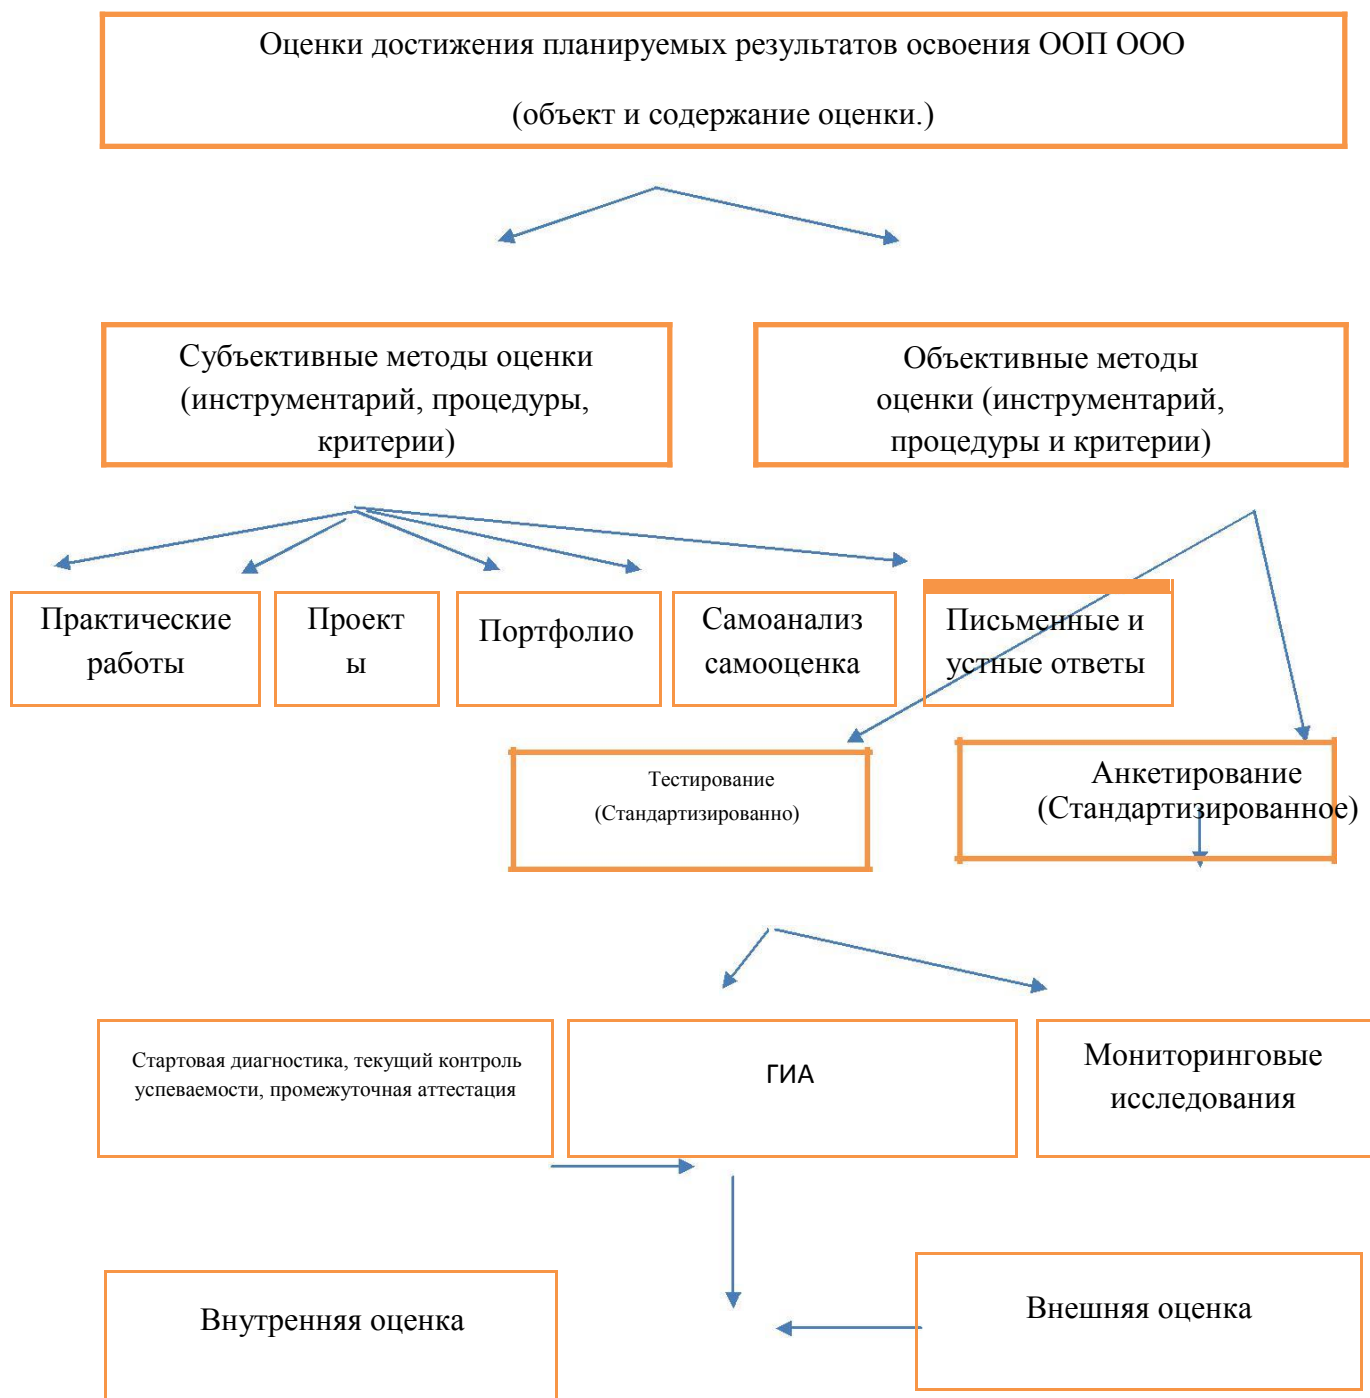 Оценки достижения планируемых результатов освоения ООП ООО
(объект и содержание оценки.)
Субъективные методы оценки
(инструментарий, процедуры,
критерии)
Объективные методы
оценки (инструментарий,
процедуры и критерии)
Практические
работы
Проект
ы
Портфолио
Самоанализ
самооценка
Письменные и
устные ответы
Тестирование
(Стандартизированно)
Анкетирование
(Стандартизированное)
Стартовая диагностика, текущий контроль
успеваемости, промежуточная аттестация
ГИА
Мониторинговые
исследования
Внутренняя оценка
Внешняя оценка